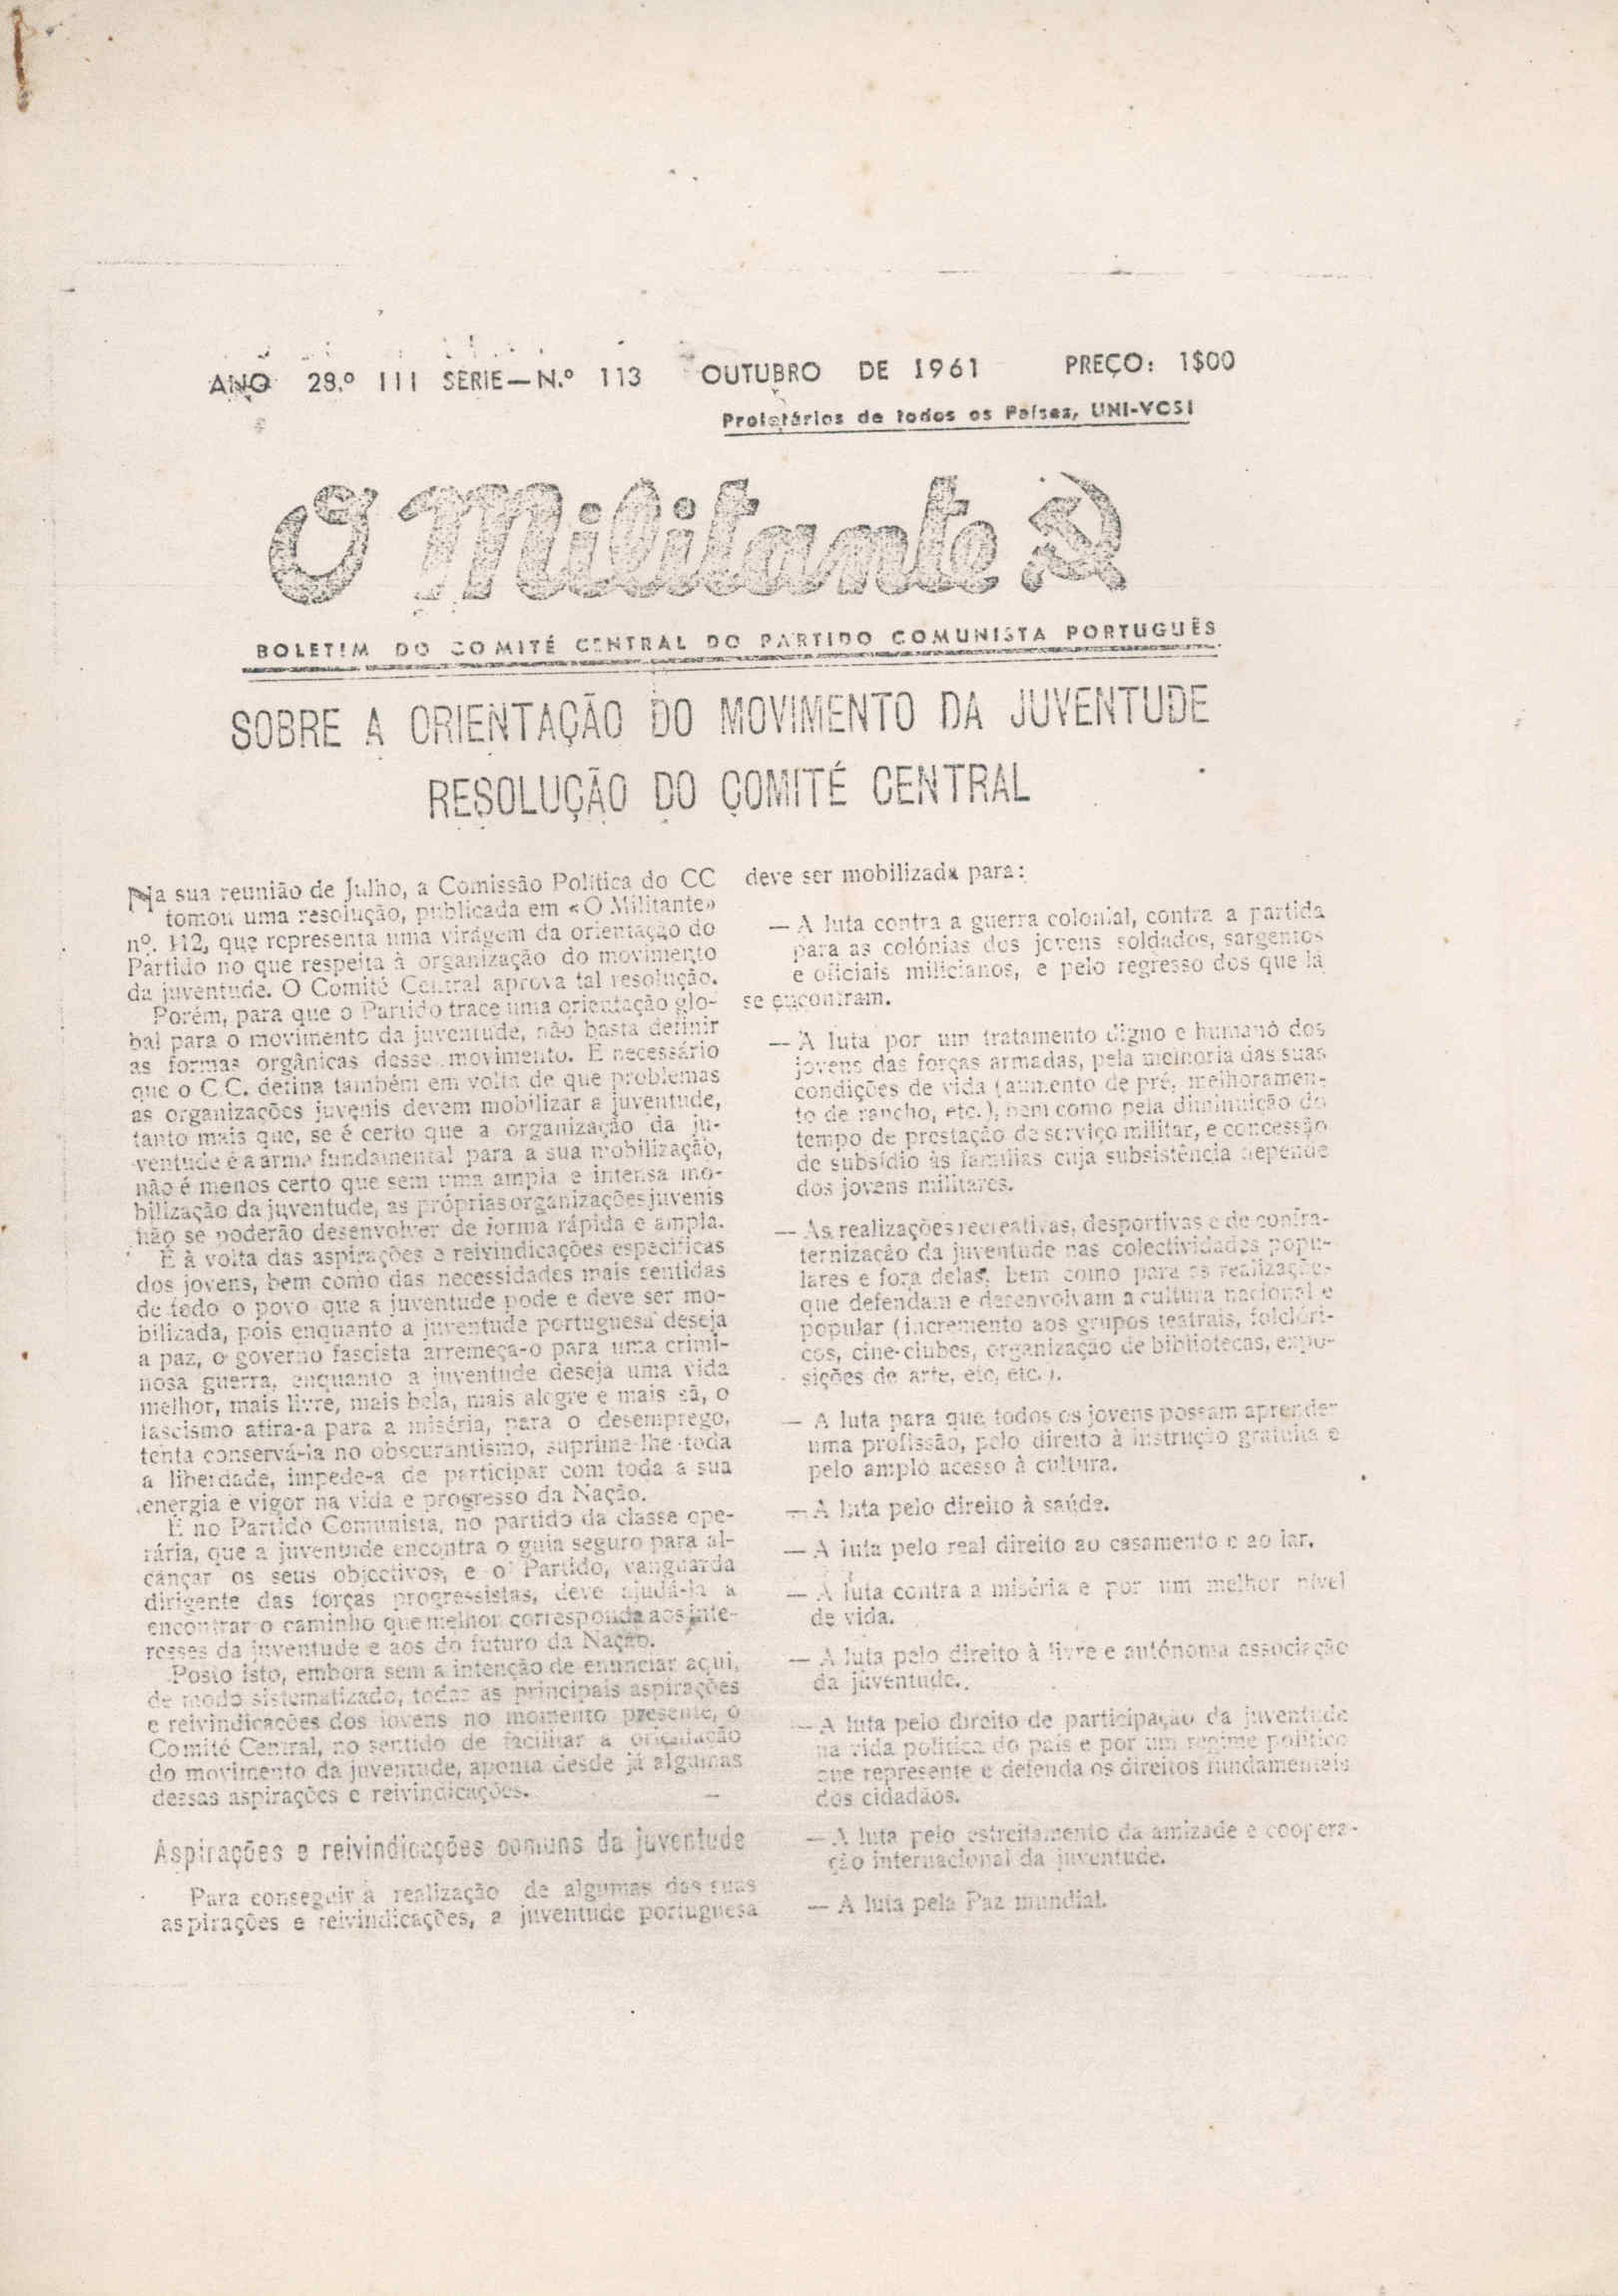 ANO 28.º III SERIE—N.º 113 OUTUBRO DE 1961 PREÇO: 1$00
Proletários de todos os Países, UNI-VOSI
O Militante
BOLETIM DO COMITÉ CENTRAL DO PARTIDO COMUNISTA PORTUGUÊS
SOBRE A ORIENTAÇÃO DO MOVIMENTO DA JUVENTUDE
RESOLUÇÃO DO COMITÉ CENTRAL
Na sua reunião de Julho, a Comissão Política do CC
tomou uma resolução, publicada em «O Militante»
nº. 112, que representa uma virágem da orientação do
Partido no que respeita à organização do movimento
da juventude. O Comité Central aprova tal resolução.
Porém, para que o Partido trace uma orientação glo-
bal para o movimento da juventude, não basta definir
as formas orgânicas desse movimento. E necessário
que o C.C. defina também em volta de que problemas
as organizações juvenis devem mobilizar a juventude,
tanto mais que, se é certo que a organização da ju-
ventude é a arma fundamental para a sua mobilização,
não é menos certo que sem uma ampla e intensa mo-
bilização da juventude, as próprias organizações juvenis
não se poderão desenvolver de forma rápida e ampla.
E à volta das aspirações e reivindicações especificas
dos jovens, bem como das necessidades mais sentidas
de todo o povo que a juventude pode e deve ser mo-
bilizada, pois enquanto a juventude portuguesa deseja
a paz, o governo fascista arremeça-o para uma crimi-
nosa guerra, enquanto a juventude deseja uma vida
melhor, mais livre, mais bela, mais alegre e mais sã, o
fascismo atira-a para a miséria, para o desemprego,
tenta conservá-la no obscurantismo, suprime-lhe toda
a liberdade, impede-a de participar com toda a sua
energia e vigor na vida e progresso da Nação.
E no Partido Comunista, no partido da classe ope-
rária, que a juventude encontra o guia seguro para al-
cançar os seus objectivos, e o Partido, vanguarda
dirigente das forças progressistas, deve ajudá-la a
encontrar o caminho que melhor corresponda aos inte-
resses da juventude e aos do futuro da Nação.
Posto isto, embora sem a intenção de enunciar aqui,
de modo sistematizado, todas as principais aspirações
e reivindicações dos jovens no momento presente, o
Comité Central, no sentido de facilitar a orientação
do movimento da juventude, aponta desde já algumas
dessas aspirações e reivindicações.
Aspirações e reivindicações comuns da juventude
Para conseguir a realização de algumas das suas
aspirações e reivindicações, a juventude portuguesa
deve ser mobilizada para:
— A luta contra a guerra colonial, contra a partida
para as colónias dos jovens soldados, sargentos
e oficiais milicianos, e pelo regresso dos que lá
se encontram.
— A luta por um tratamento digno e humano dos
jovens das forças armadas, pela melhoria das suas
condições de vida (aumento de pré, melhoramen-
to de rancho, etc.), bem como pela diminuição do
tempo de prestação de serviço militar, e concessão
de subsídio às famílias cuja subsistência depende
dos jovens militares.
— As realizações recreativas, desportivas e de confra-
ternização da juventude nas colectividades popu-
lares e fora delas, bem como para as realizações
que defendam e desenvolvam a cultura nacional e
popular (incremento aos grupos teatrais, folclóri-
cos, cine-clubes, organização de bibliotecas, expo-
sições de arte, etc, etc.).
— A luta para que todos os jovens possam aprender
uma profissão, pelo direito à instrução gratuita e
pelo amplo acesso à cultura.
— A luta pelo direito à saúde.
— A luta pelo real direito ao casamento e ao lar.
— A luta contra a miséria e por um melhor nível
de vida.
— A luta pelo direito à livre e autónoma associação
da juventude.
— A luta pelo direito de participação da juventude
na vida política do país e por um regime político
que represente e defenda os direitos fundamentais
dos cidadãos.
— A luta pelo estreitamento da amizade e coopera-
ção internacional da juventude.
— A luta pela Paz mundial.